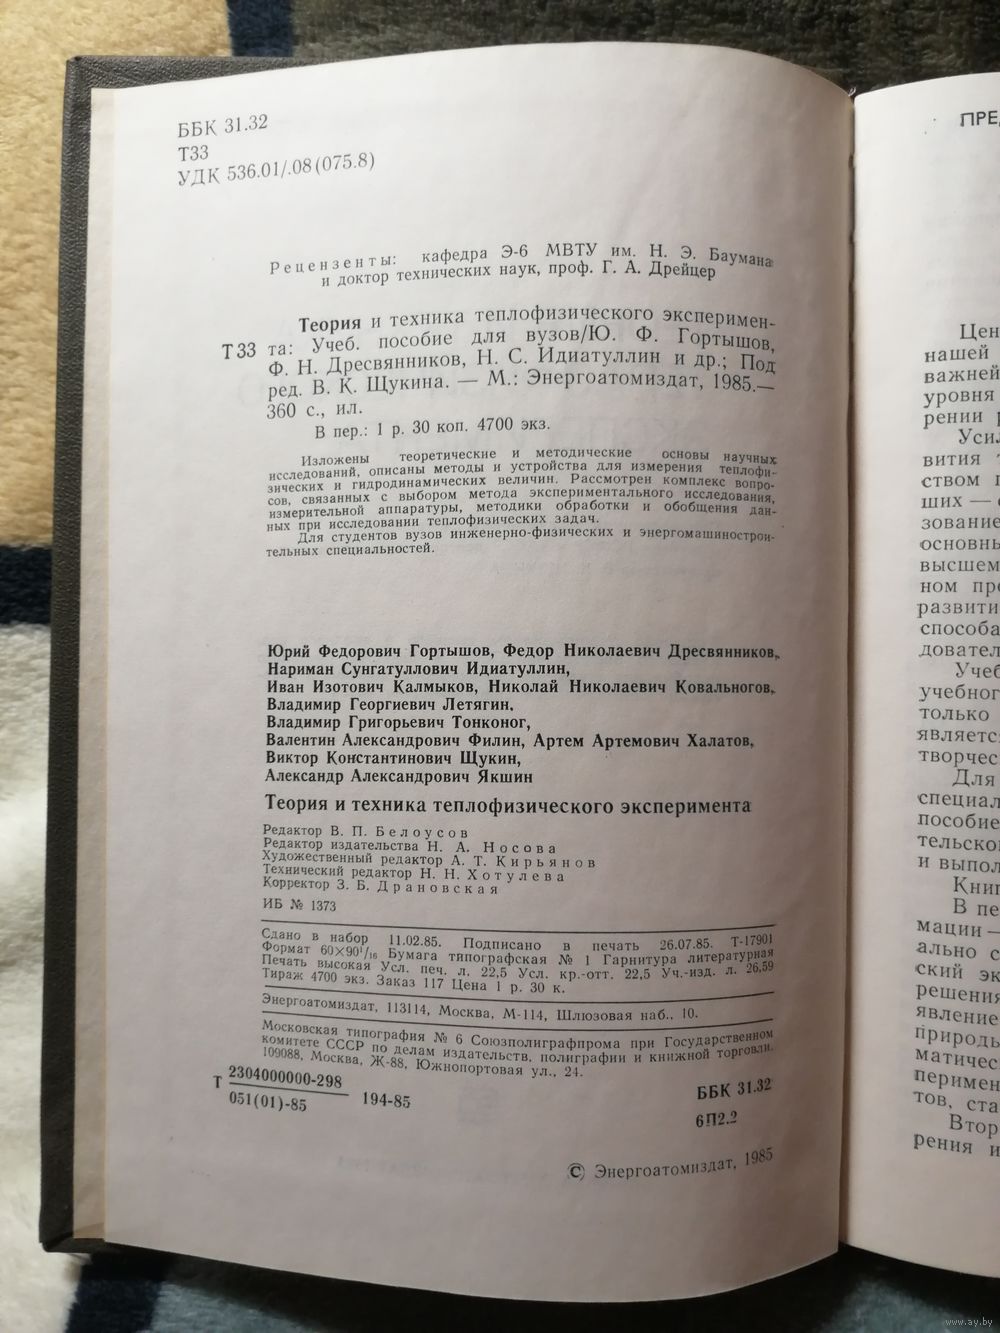 ББК 31.32
Т33
УДК 536.01/.08(075.8)
Рецензенты: кафедра Э-6 МВТУ им. Н. Э. Баумана
и доктор технических наук, проф. Г. А. Дрейцер
Теория и техника теплофизического эксперимен-
Т33 та: Учеб. пособие для вузов/Ю. Ф. Гортышов,
Ф. Н. Дресвянников, Н. С. Идиатуллин и др.; Под
ред. В. К. Щукина. — М.: Энергоатомиздат, 1985.—
360 с., ил.
В пер.: 1 р. 30 коп. 4700 экз.
Изложены теоретические и методические основы научных
исследований, описаны методы и устройства для измерения теплофи-
зических и гидродинамических величин. Рассмотрен комплекс вопро-
сов, связанных с выбором метода экспериментального исследования,
измерительной аппаратуры, методики обработки и обобщения дан-
ных при исследовании теплофизических задач.
Для студентов вузов инженерно-физических и энергомашинострои-
тельных специальностей.
Юрий Федорович Гортышов, Федор Николаевич Дресвянников,
Нариман Сунгатуллович Идиатуллин,
Иван Изотович Калмыков, Николай Николаевич Ковальногов,
Владимир Георгиевич Летягин,
Владимир Григорьевич Тонконог,
Валентин Александрович Филин, Артем Артемович Халатов,
Виктор Константинович Щукин,
Александр Александрович Якшин
Теория и техника теплофизического эксперимента
Редактор В. П. Белоусов
Редактор издательства Н. А. Носова
Художественный редактор А. Т. Кирьянов
Технический редактор Н. Н. Хотулева
Корректор З. Б. Драновская
ИБ № 1373
Сдано в набор 11.02.85. Подписано в печать 26.07.85. Т-17901
Формат 60×90¹/₁₆ Бумага типографская № 1 Гарнитура литературная
Печать высокая Усл. печ. л. 22,5 Усл. кр.-отт. 22,5 Уч.-изд. л. 26,59
Тираж 4700 экз. Заказ 117 Цена 1 р. 30 к.
Энергоатомиздат, 113114, Москва, М-114, Шлюзовая наб., 10.
Московская типография № 6 Союзполиграфпрома при Государственном
комитете СССР по делам издательств, полиграфии и книжной торговли.
109088, Москва, Ж-88, Южнопортовая ул., 24.
Т 2304000000-298
051(01)-85 194-85
ББК 31.32
6П2.2
© Энергоатомиздат, 1985
ПРЕД
Цен
нашей
важней
уровня
рении р
Усил
вития т
ством п
ших — с
зование
основны
высшем
ном пре
развити
способа
довател
Учеб
учебног
только
является
творчес
Для
специал
пособие
тельског
и выпол
Книг
В пе
мации —
ально с
ский эк
решения
явление
природы
матичес
перимен
тов, ста
Втор
рения и
www.ay.by